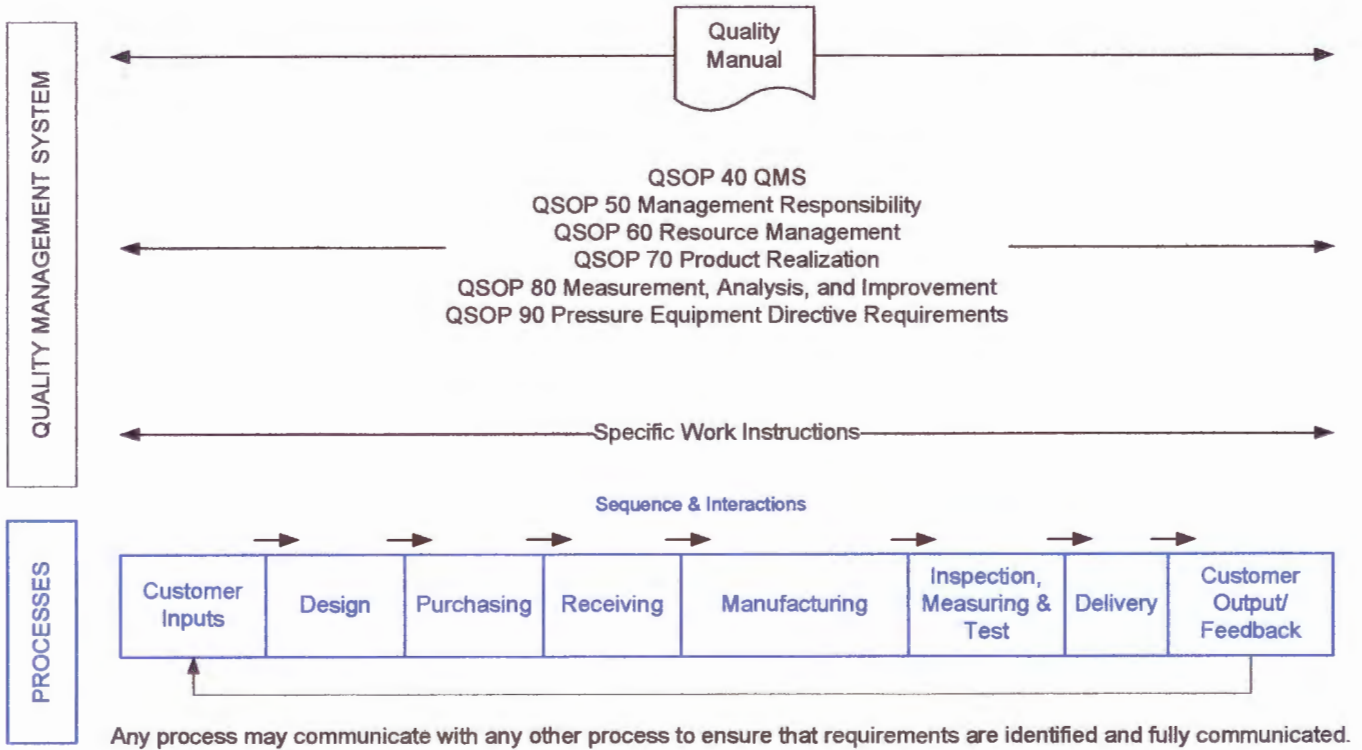 QUALITY MANAGEMENT SYSTEM
Quality
Manual
QSOP 40 QMS
QSOP 50 Management Responsibility
QSOP 60 Resource Management
QSOP 70 Product Realization
QSOP 80 Measurement, Analysis, and Improvement
QSOP 90 Pressure Equipment Directive Requirements
Specific Work Instructions
PROCESSES
Sequence & Interactions
Customer
Inputs
Design
Purchasing
Receiving
Manufacturing
Inspection,
Measuring &
Test
Delivery
Customer
Output/
Feedback
Any process may communicate with any other process to ensure that requirements are identified and fully communicated.